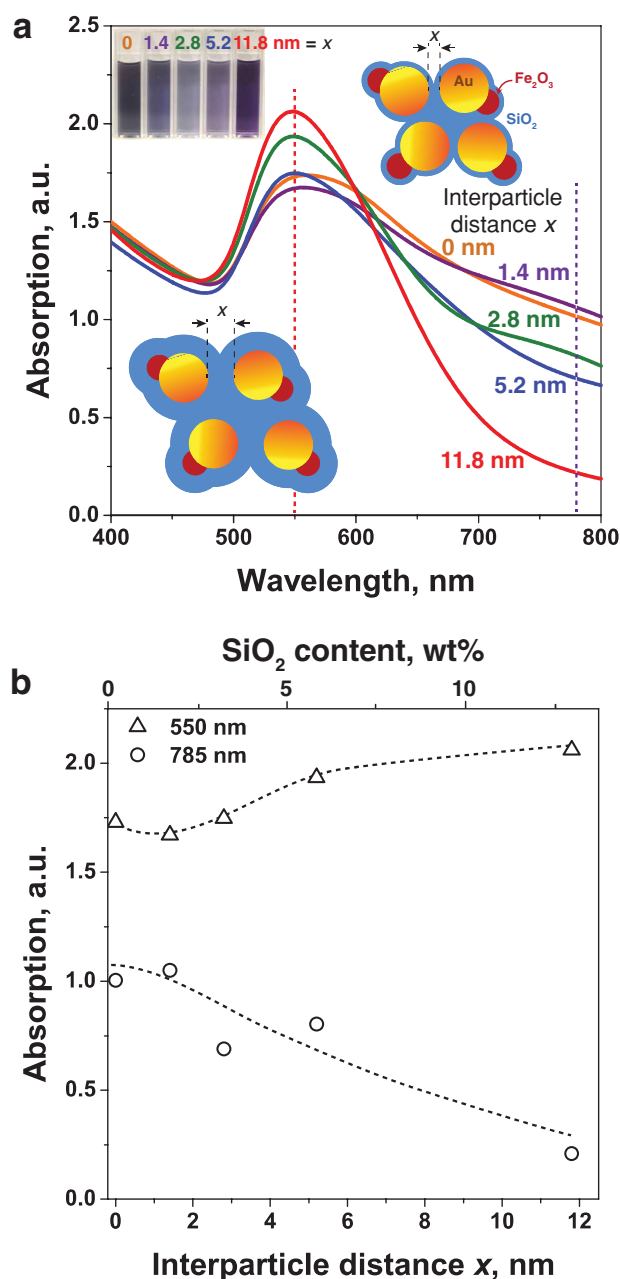 a
0 1.4 2.8 5.2 11.8 nm = x
x
Au
Fe₂O₃
SiO₂
Interparticle
distance x
0 nm
1.4 nm
2.8 nm
5.2 nm
11.8 nm
x
Absorption, a.u.
2.5
2.0
1.5
1.0
0.5
0.0
400 500 600 700 800
Wavelength, nm
b
SiO₂ content, wt%
0 5 10
550 nm
785 nm
Absorption, a.u.
2.0
1.5
1.0
0.5
0.0
0 2 4 6 8 10 12
Interparticle distance x, nm